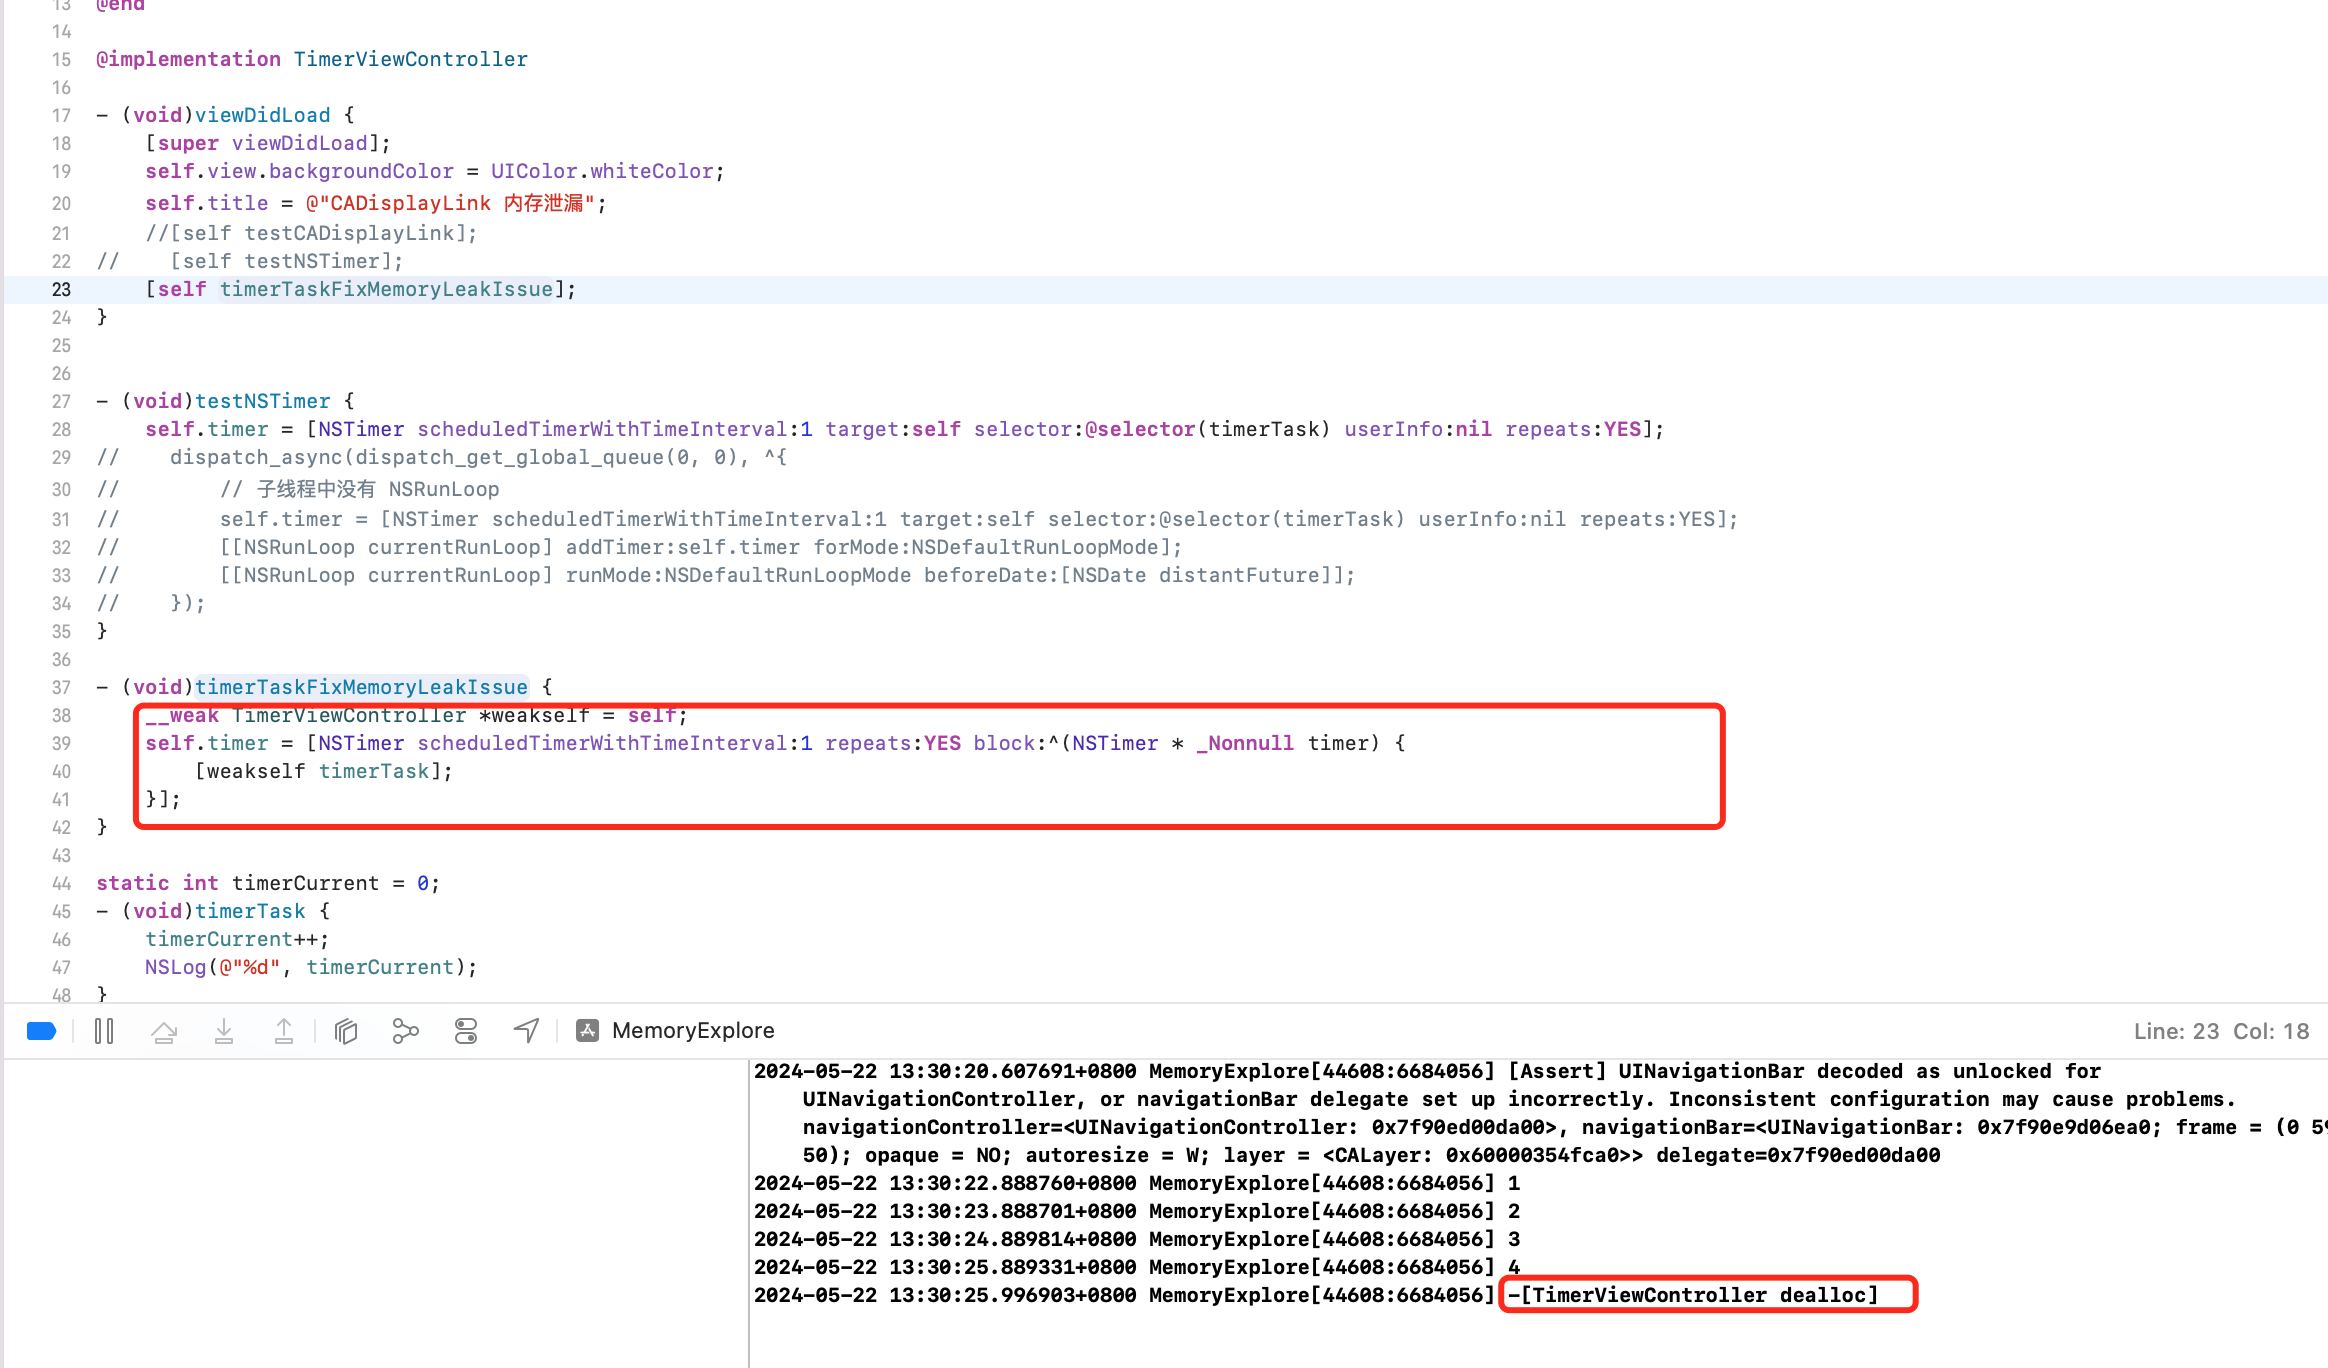 13 @end
14
15 @implementation TimerViewController
16
17 - (void)viewDidLoad {
18     [super viewDidLoad];
19     self.view.backgroundColor = UIColor.whiteColor;
20     self.title = @"CADisplayLink 内存泄漏";
21     //[self testCADisplayLink];
22 //    [self testNSTimer];
23     [self timerTaskFixMemoryLeakIssue];
24 }
25
26
27 - (void)testNSTimer {
28     self.timer = [NSTimer scheduledTimerWithTimeInterval:1 target:self selector:@selector(timerTask) userInfo:nil repeats:YES];
29 //    dispatch_async(dispatch_get_global_queue(0, 0), ^{
30 //        // 子线程中没有 NSRunLoop
31 //        self.timer = [NSTimer scheduledTimerWithTimeInterval:1 target:self selector:@selector(timerTask) userInfo:nil repeats:YES];
32 //        [[NSRunLoop currentRunLoop] addTimer:self.timer forMode:NSDefaultRunLoopMode];
33 //        [[NSRunLoop currentRunLoop] runMode:NSDefaultRunLoopMode beforeDate:[NSDate distantFuture]];
34 //    });
35 }
36
37 - (void)timerTaskFixMemoryLeakIssue {
38     __weak TimerViewController *weakself = self;
39     self.timer = [NSTimer scheduledTimerWithTimeInterval:1 repeats:YES block:^(NSTimer * _Nonnull timer) {
40         [weakself timerTask];
41     }];
42 }
43
44 static int timerCurrent = 0;
45 - (void)timerTask {
46     timerCurrent++;
47     NSLog(@"%d", timerCurrent);
48 }
MemoryExplore
Line: 23 Col: 18
2024-05-22 13:30:20.607691+0800 MemoryExplore[44608:6684056] [Assert] UINavigationBar decoded as unlocked for
UINavigationController, or navigationBar delegate set up incorrectly. Inconsistent configuration may cause problems.
navigationController=<UINavigationController: 0x7f90ed00da00>, navigationBar=<UINavigationBar: 0x7f90e9d06ea0; frame = (0 59
50); opaque = NO; autoresize = W; layer = <CALayer: 0x60000354fca0>> delegate=0x7f90ed00da00
2024-05-22 13:30:22.888760+0800 MemoryExplore[44608:6684056] 1
2024-05-22 13:30:23.888701+0800 MemoryExplore[44608:6684056] 2
2024-05-22 13:30:24.889814+0800 MemoryExplore[44608:6684056] 3
2024-05-22 13:30:25.889331+0800 MemoryExplore[44608:6684056] 4
2024-05-22 13:30:25.996903+0800 MemoryExplore[44608:6684056] -[TimerViewController dealloc]